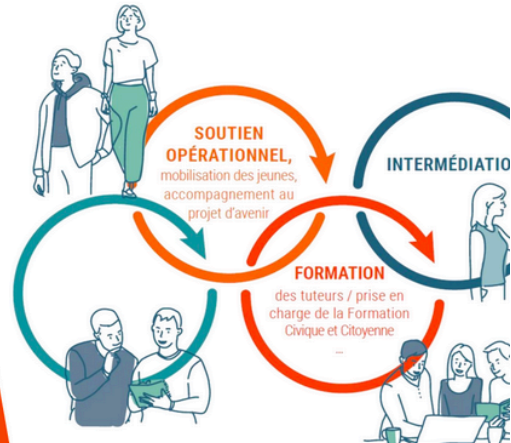 SOUTIEN
OPÉRATIONNEL,
mobilisation des jeunes,
accompagnement au
projet d'avenir
INTERMÉDIATIO
FORMATION
des tuteurs / prise en
charge de la Formation
Civique et Citoyenne
...